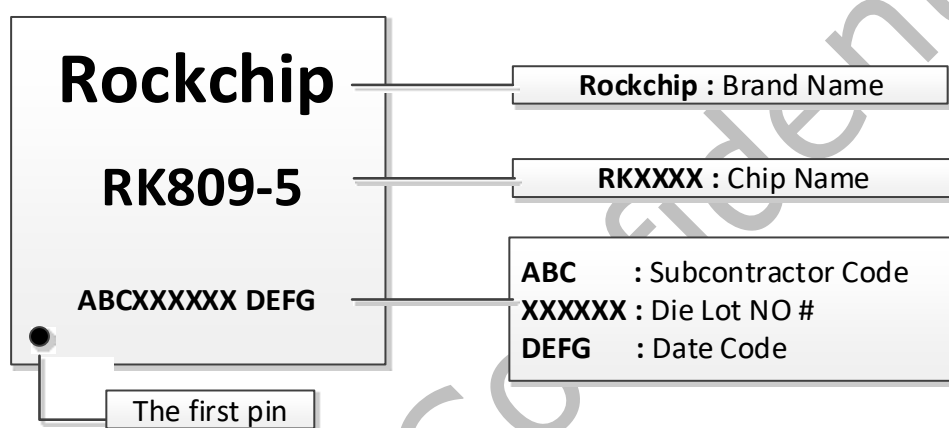 Rockchip
Rockchip : Brand Name
RK809-5
RKXXXX : Chip Name
ABCXXXXXX DEFG
ABC : Subcontractor Code
XXXXXX : Die Lot NO #
DEFG : Date Code
The first pin